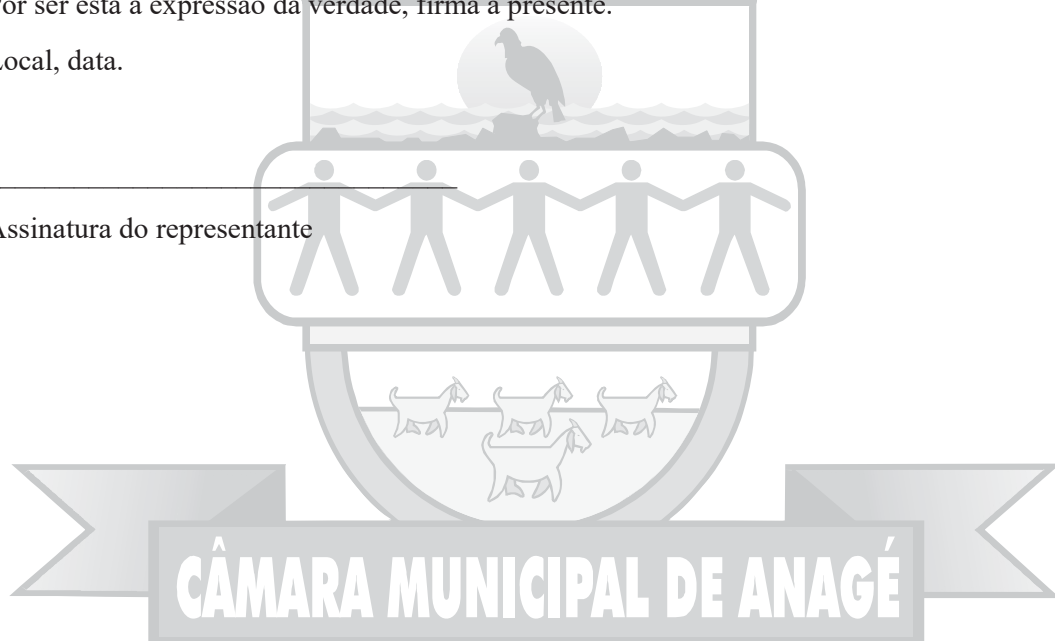 Por ser esta a expressão da verdade, firma a presente.
Local, data.
Assinatura do representante
CÂMARA MUNICIPAL DE ANAGÉ